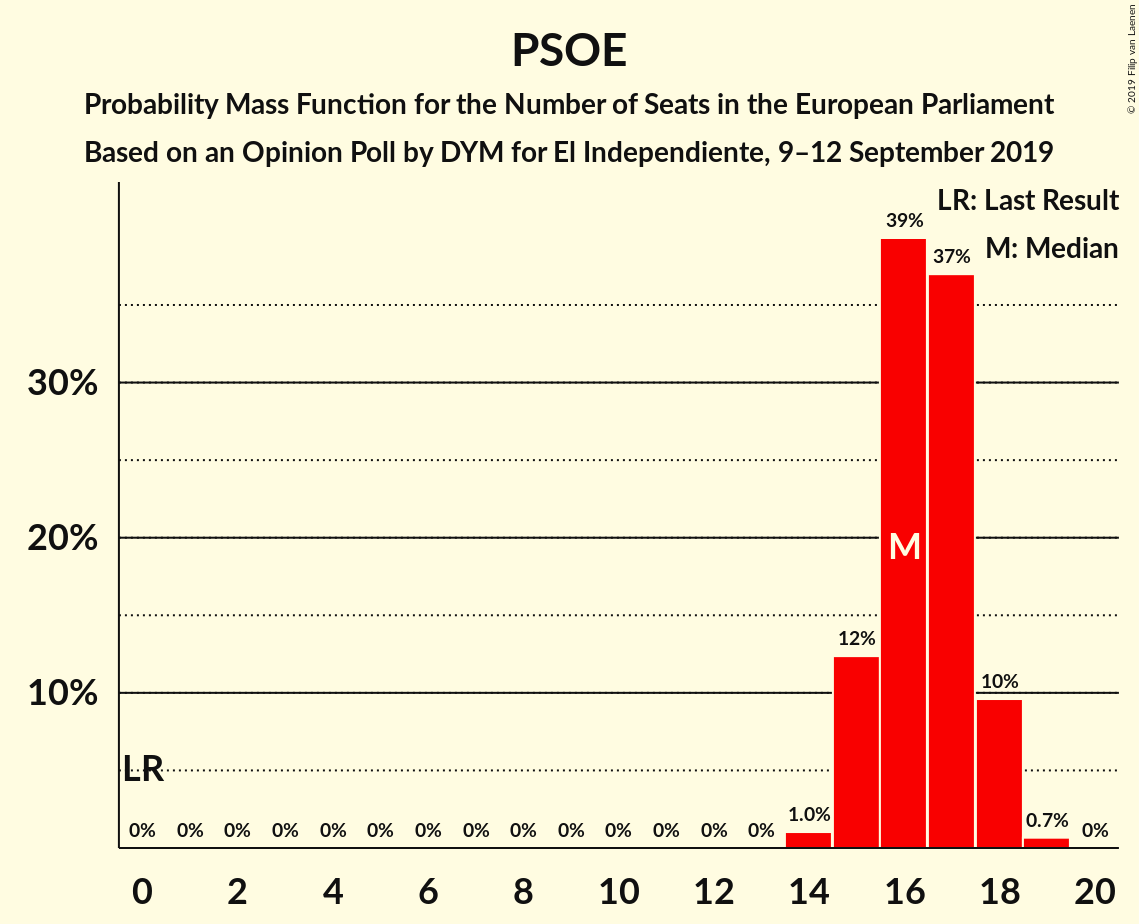 PSOE
Probability Mass Function for the Number of Seats in the European Parliament
Based on an Opinion Poll by DYM for El Independiente, 9–12 September 2019
© 2019 Filip van Laenen
LR: Last Result
M: Median
39%
37%
30%
20%
M
12%
10%
10%
LR
0% 0% 0% 0% 0% 0% 0% 0% 0% 0% 0% 0% 0% 0% 1.0% 0.7% 0%
0 2 4 6 8 10 12 14 16 18 20